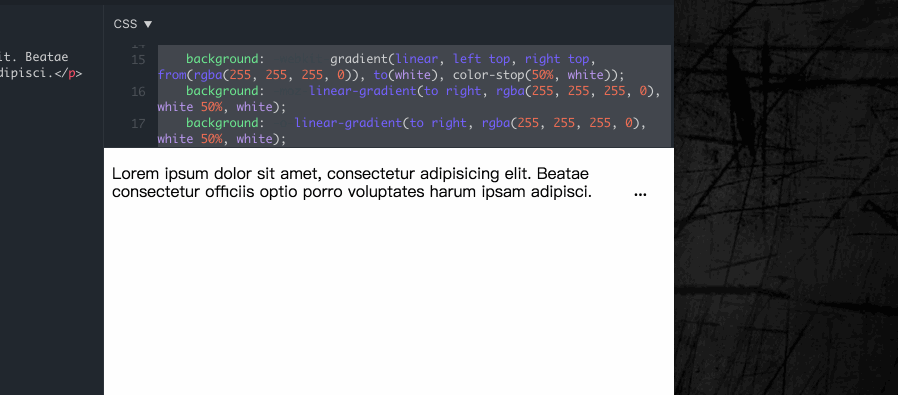 CSS ▼
it. Beatae
dipisci.</p>
14
15 background: gradient(linear, left top, right top,
from(rgba(255, 255, 255, 0)), to(white), color-stop(50%, white));
16 background: linear-gradient(to right, rgba(255, 255, 255, 0),
white 50%, white);
17 background: linear-gradient(to right, rgba(255, 255, 255, 0),
white 50%, white);
Lorem ipsum dolor sit amet, consectetur adipisicing elit. Beatae
consectetur officiis optio porro voluptates harum ipsam adipisci. ...